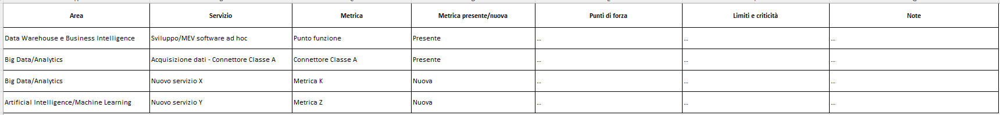 Area Servizio Metrica Metrica presente/nuova Punti di forza Limiti e criticità Note
Data Warehouse e Business Intelligence Sviluppo/MEV software ad hoc Punto funzione Presente ... ... ...
Big Data/Analytics Acquisizione dati - Connettore Classe A Connettore Classe A Presente ... ... ...
Big Data/Analytics Nuovo servizio X Metrica K Nuova ... ... ...
Artificial Intelligence/Machine Learning Nuovo servizio Y Metrica Z Nuova ... ... ...